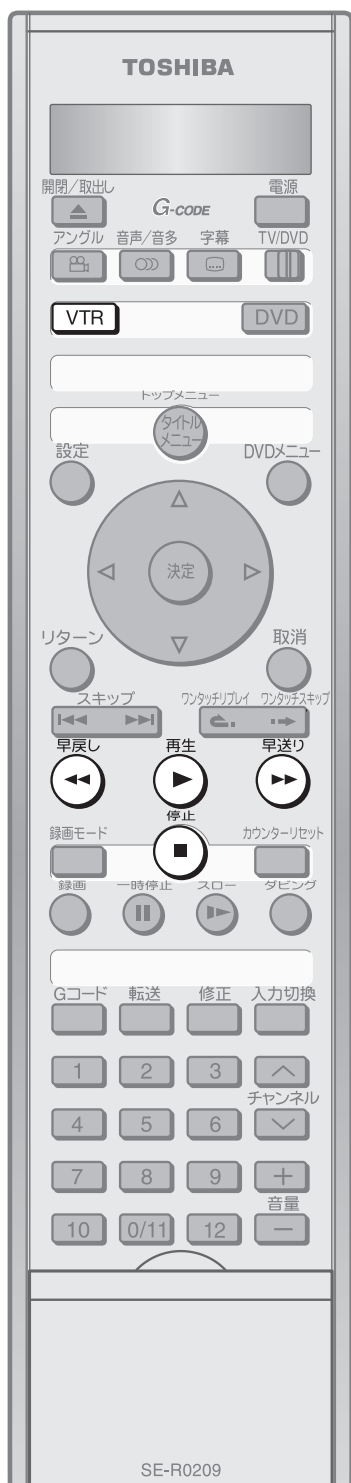 TOSHIBA
開閉/取出し
G-CODE
電源
アングル 音声/音多 字幕 TV/DVD
VTR DVD
トップメニュー
タイトル
メニュー
設定 DVDメニュー
決定
リターン 取消
スキップ ワンタッチリプレイ ワンタッチスキップ
早戻し 再生 早送り
停止
録画モード カウンターリセット
録画 一時停止 スロー ダビング
Gコード 転送 修正 入力切換
1 2 3
チャンネル
4 5 6
7 8 9 +
音量
10 0/11 12 −
SE-R0209